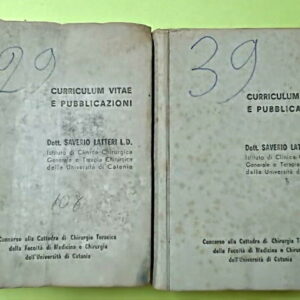 29
CURRICULUM VITAE
E PUBBLICAZIONI
Dott. SAVERIO LATTERI L.D.
Istituto di Clinica Chirurgica
Generale e Terapia Chirurgica
della Università di Catania
108
Concorso alla Cattedra di Chirurgia Toracica
della Facoltà di Medicina e Chirurgia
dell'Università di Catania
39
CURRICULUM
E PUBBLICA
Dott. SAVERIO LAT
Istituto di Clinica
Generale e Terap
della Università d
Concorso alla Cattedra di Chirurgia
della Facoltà di Medicina e Chirurgia
dell'Università di Catania